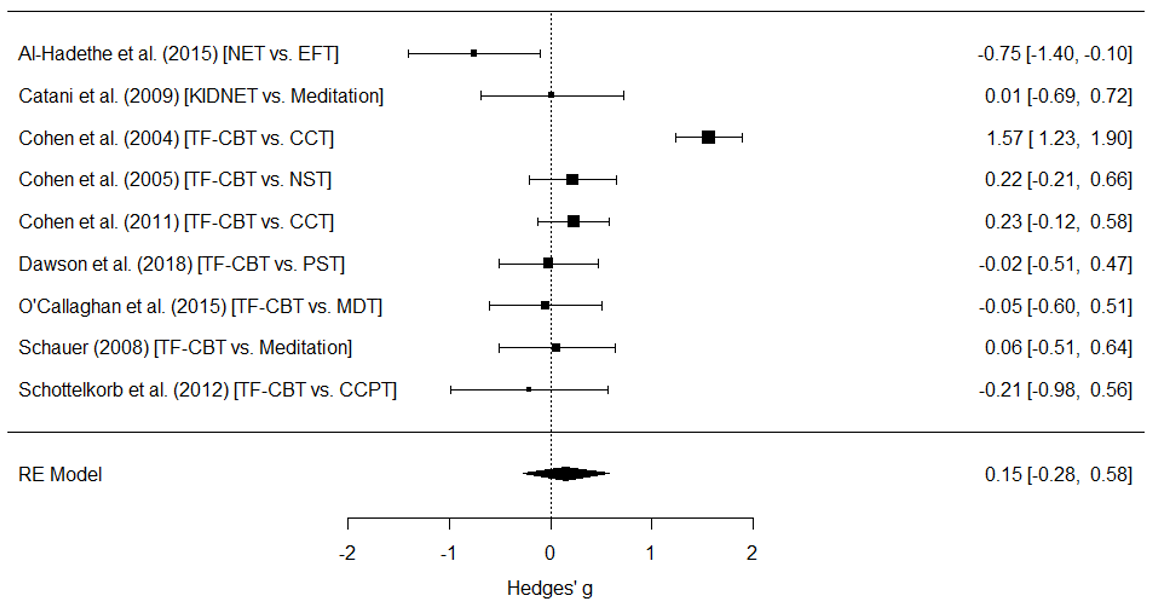 Al-Hadethe et al. (2015) [NET vs. EFT] -0.75 [-1.40, -0.10]
Catani et al. (2009) [KIDNET vs. Meditation] 0.01 [-0.69, 0.72]
Cohen et al. (2004) [TF-CBT vs. CCT] 1.57 [ 1.23, 1.90]
Cohen et al. (2005) [TF-CBT vs. NST] 0.22 [-0.21, 0.66]
Cohen et al. (2011) [TF-CBT vs. CCT] 0.23 [-0.12, 0.58]
Dawson et al. (2018) [TF-CBT vs. PST] -0.02 [-0.51, 0.47]
O'Callaghan et al. (2015) [TF-CBT vs. MDT] -0.05 [-0.60, 0.51]
Schauer (2008) [TF-CBT vs. Meditation] 0.06 [-0.51, 0.64]
Schottelkorb et al. (2012) [TF-CBT vs. CCPT] -0.21 [-0.98, 0.56]
RE Model 0.15 [-0.28, 0.58]
-2 -1 0 1 2
Hedges' g